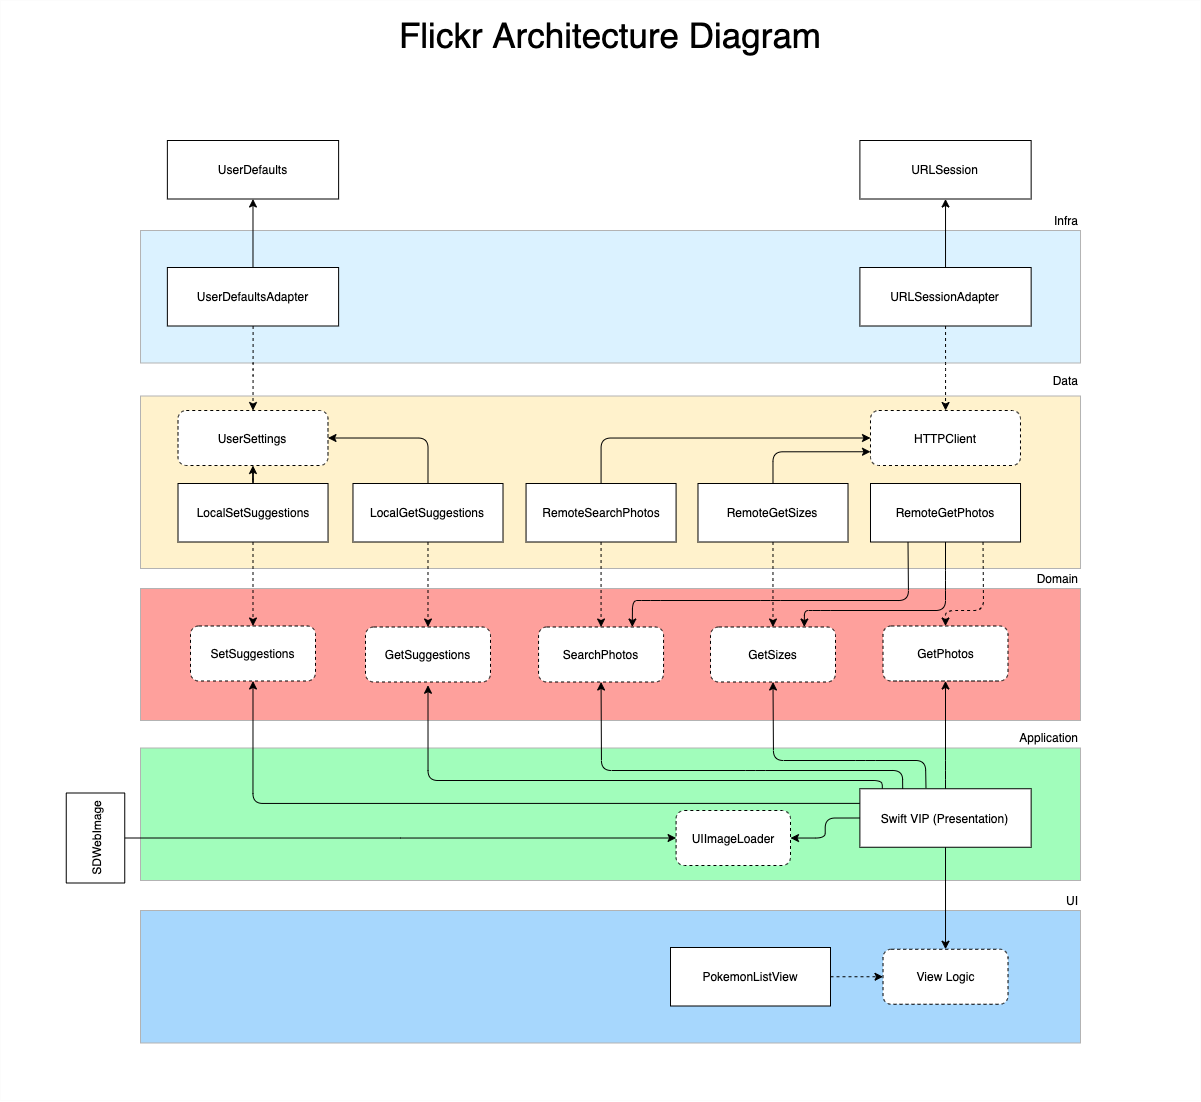 Flickr Architecture Diagram
UserDefaults
URLSession
Infra
UserDefaultsAdapter
URLSessionAdapter
Data
UserSettings
HTTPClient
LocalSetSuggestions
LocalGetSuggestions
RemoteSearchPhotos
RemoteGetSizes
RemoteGetPhotos
Domain
SetSuggestions
GetSuggestions
SearchPhotos
GetSizes
GetPhotos
Application
SDWebImage
UIImageLoader
Swift VIP (Presentation)
UI
PokemonListView
View Logic